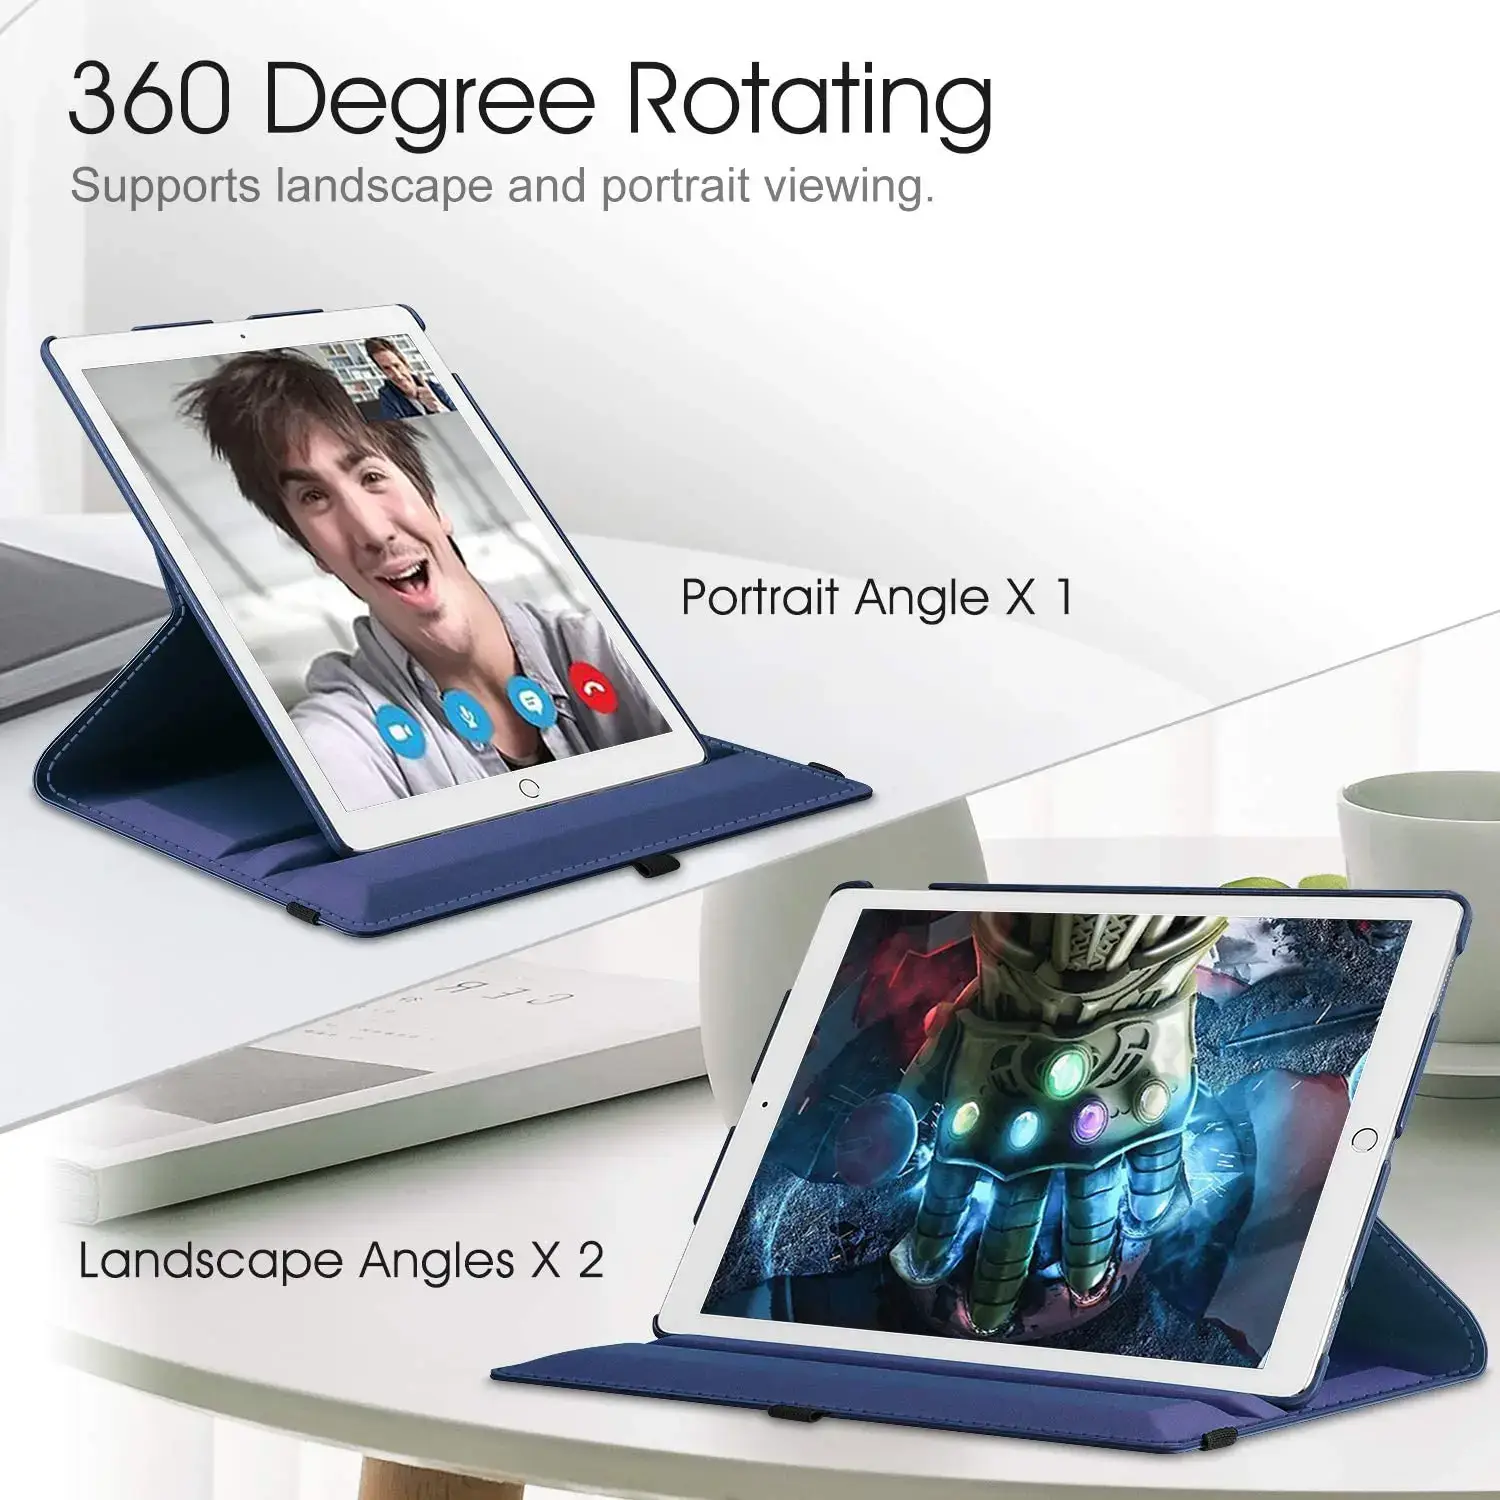 360 Degree Rotating
Supports landscape and portrait viewing.
Portrait Angle X 1
Landscape Angles X 2